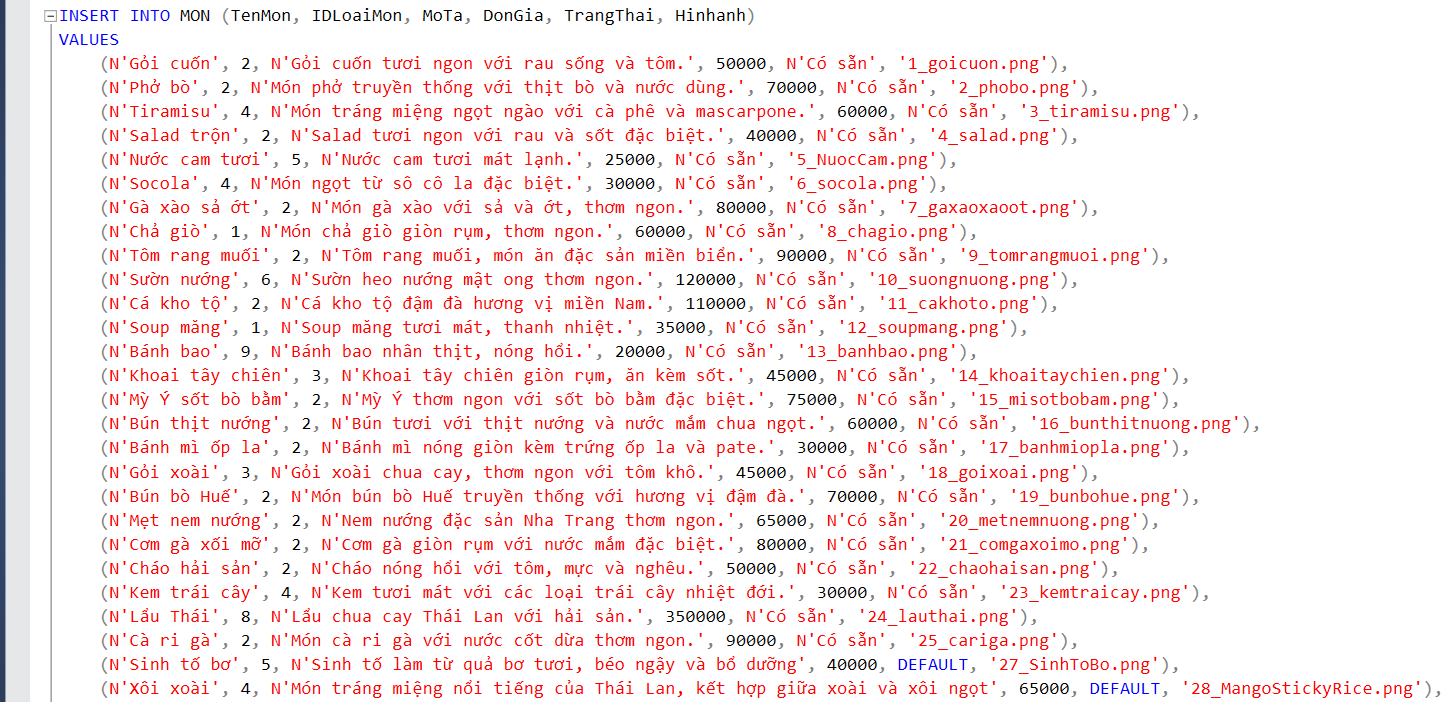 INSERT INTO MON (TenMon, IDLoaiMon, MoTa, DonGia, TrangThai, Hinhanh)
VALUES
(N'Gỏi cuốn', 2, N'Gỏi cuốn tươi ngon với rau sống và tôm.', 50000, N'Có sẵn', '1_goicuon.png'),
(N'Phở bò', 2, N'Món phở truyền thống với thịt bò và nước dùng.', 70000, N'Có sẵn', '2_phobo.png'),
(N'Tiramisu', 4, N'Món tráng miệng ngọt ngào với cà phê và mascarpone.', 60000, N'Có sẵn', '3_tiramisu.png'),
(N'Salad trộn', 2, N'Salad tươi ngon với rau và sốt đặc biệt.', 40000, N'Có sẵn', '4_salad.png'),
(N'Nước cam tươi', 5, N'Nước cam tươi mát lạnh.', 25000, N'Có sẵn', '5_NuocCam.png'),
(N'Socola', 4, N'Món ngọt từ sô cô la đặc biệt.', 30000, N'Có sẵn', '6_socola.png'),
(N'Gà xào sả ớt', 2, N'Món gà xào với sả và ớt, thơm ngon.', 80000, N'Có sẵn', '7_gaxaoxaoot.png'),
(N'Chả giò', 1, N'Món chả giò giòn rụm, thơm ngon.', 60000, N'Có sẵn', '8_chagio.png'),
(N'Tôm rang muối', 2, N'Tôm rang muối, món ăn đặc sản miền biển.', 90000, N'Có sẵn', '9_tomrangmuoi.png'),
(N'Sườn nướng', 6, N'Sườn heo nướng mật ong thơm ngon.', 120000, N'Có sẵn', '10_suongnuong.png'),
(N'Cá kho tộ', 2, N'Cá kho tộ đậm đà hương vị miền Nam.', 110000, N'Có sẵn', '11_cakhoto.png'),
(N'Soup măng', 1, N'Soup măng tươi mát, thanh nhiệt.', 35000, N'Có sẵn', '12_soupmang.png'),
(N'Bánh bao', 9, N'Bánh bao nhân thịt, nóng hổi.', 20000, N'Có sẵn', '13_banhbao.png'),
(N'Khoai tây chiên', 3, N'Khoai tây chiên giòn rụm, ăn kèm sốt.', 45000, N'Có sẵn', '14_khoaitaychien.png'),
(N'Mỳ Ý sốt bò bằm', 2, N'Mỳ Ý thơm ngon với sốt bò bằm đặc biệt.', 75000, N'Có sẵn', '15_misotbobam.png'),
(N'Bún thịt nướng', 2, N'Bún tươi với thịt nướng và nước mắm chua ngọt.', 60000, N'Có sẵn', '16_bunthitnuong.png'),
(N'Bánh mì ốp la', 2, N'Bánh mì nóng giòn kèm trứng ốp la và pate.', 30000, N'Có sẵn', '17_banhmiopla.png'),
(N'Gỏi xoài', 3, N'Gỏi xoài chua cay, thơm ngon với tôm khô.', 45000, N'Có sẵn', '18_goixoai.png'),
(N'Bún bò Huế', 2, N'Món bún bò Huế truyền thống với hương vị đậm đà.', 70000, N'Có sẵn', '19_bunbohue.png'),
(N'Mẹt nem nướng', 2, N'Nem nướng đặc sản Nha Trang thơm ngon.', 65000, N'Có sẵn', '20_metnemnuong.png'),
(N'Cơm gà xối mỡ', 2, N'Cơm gà giòn rụm với nước mắm đặc biệt.', 80000, N'Có sẵn', '21_comgaxoimo.png'),
(N'Cháo hải sản', 2, N'Cháo nóng hổi với tôm, mực và nghêu.', 50000, N'Có sẵn', '22_chaohaisan.png'),
(N'Kem trái cây', 4, N'Kem tươi mát với các loại trái cây nhiệt đới.', 30000, N'Có sẵn', '23_kemtraicay.png'),
(N'Lẩu Thái', 8, N'Lẩu chua cay Thái Lan với hải sản.', 350000, N'Có sẵn', '24_lauthai.png'),
(N'Cà ri gà', 2, N'Món cà ri gà với nước cốt dừa thơm ngon.', 90000, N'Có sẵn', '25_cariga.png'),
(N'Sinh tố bơ', 5, N'Sinh tố làm từ quả bơ tươi, béo ngậy và bổ dưỡng', 40000, DEFAULT, '27_SinhToBo.png'),
(N'Xôi xoài', 4, N'Món tráng miệng nổi tiếng của Thái Lan, kết hợp giữa xoài và xôi ngọt', 65000, DEFAULT, '28_MangoStickyRice.png'),